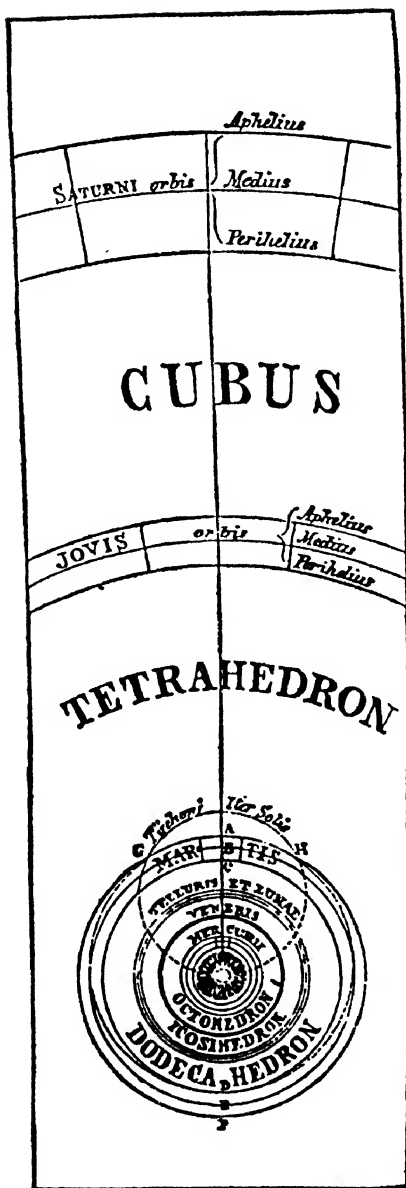 Aphelius
SATURNI orbis Medius
Perihelius
CUBUS
Aphelius
JOVIS orbis Medius
Perihelius
TETRAHEDRON
Tychoni Iter Solis
A
G MAR B TIS H
C
TELLURIS ET LUNAE
VENERIS
MERCURII
OCTOHEDRON
ICOSIHEDRON
DODECAHEDRON
D
E
F